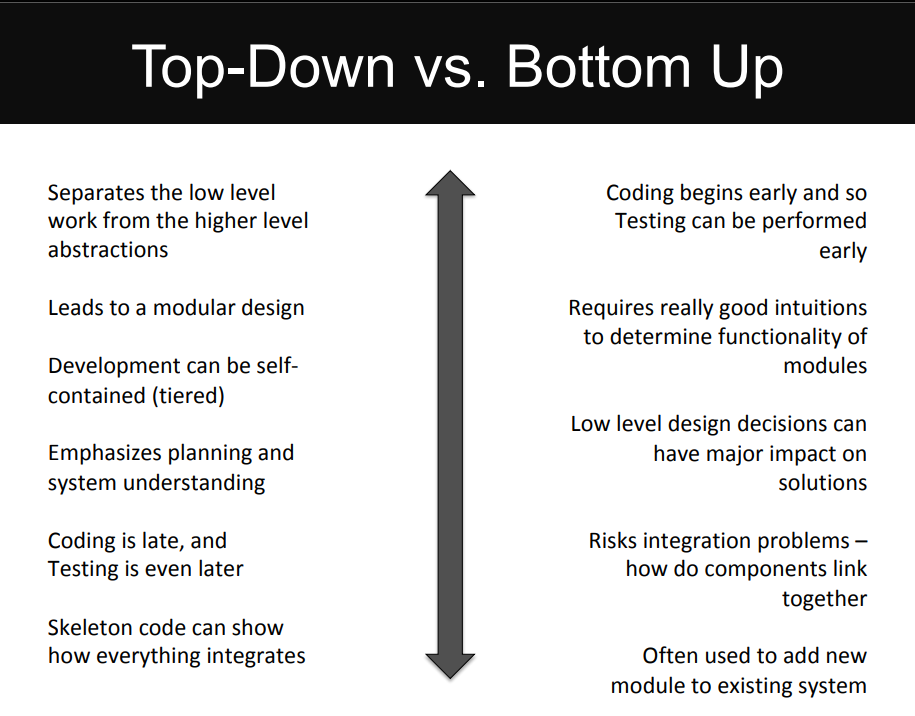 Top-Down vs. Bottom Up
Separates the low level
work from the higher level
abstractions
Leads to a modular design
Development can be self-
contained (tiered)
Emphasizes planning and
system understanding
Coding is late, and
Testing is even later
Skeleton code can show
how everything integrates
Coding begins early and so
Testing can be performed
early
Requires really good intuitions
to determine functionality of
modules
Low level design decisions can
have major impact on
solutions
Risks integration problems –
how do components link
together
Often used to add new
module to existing system